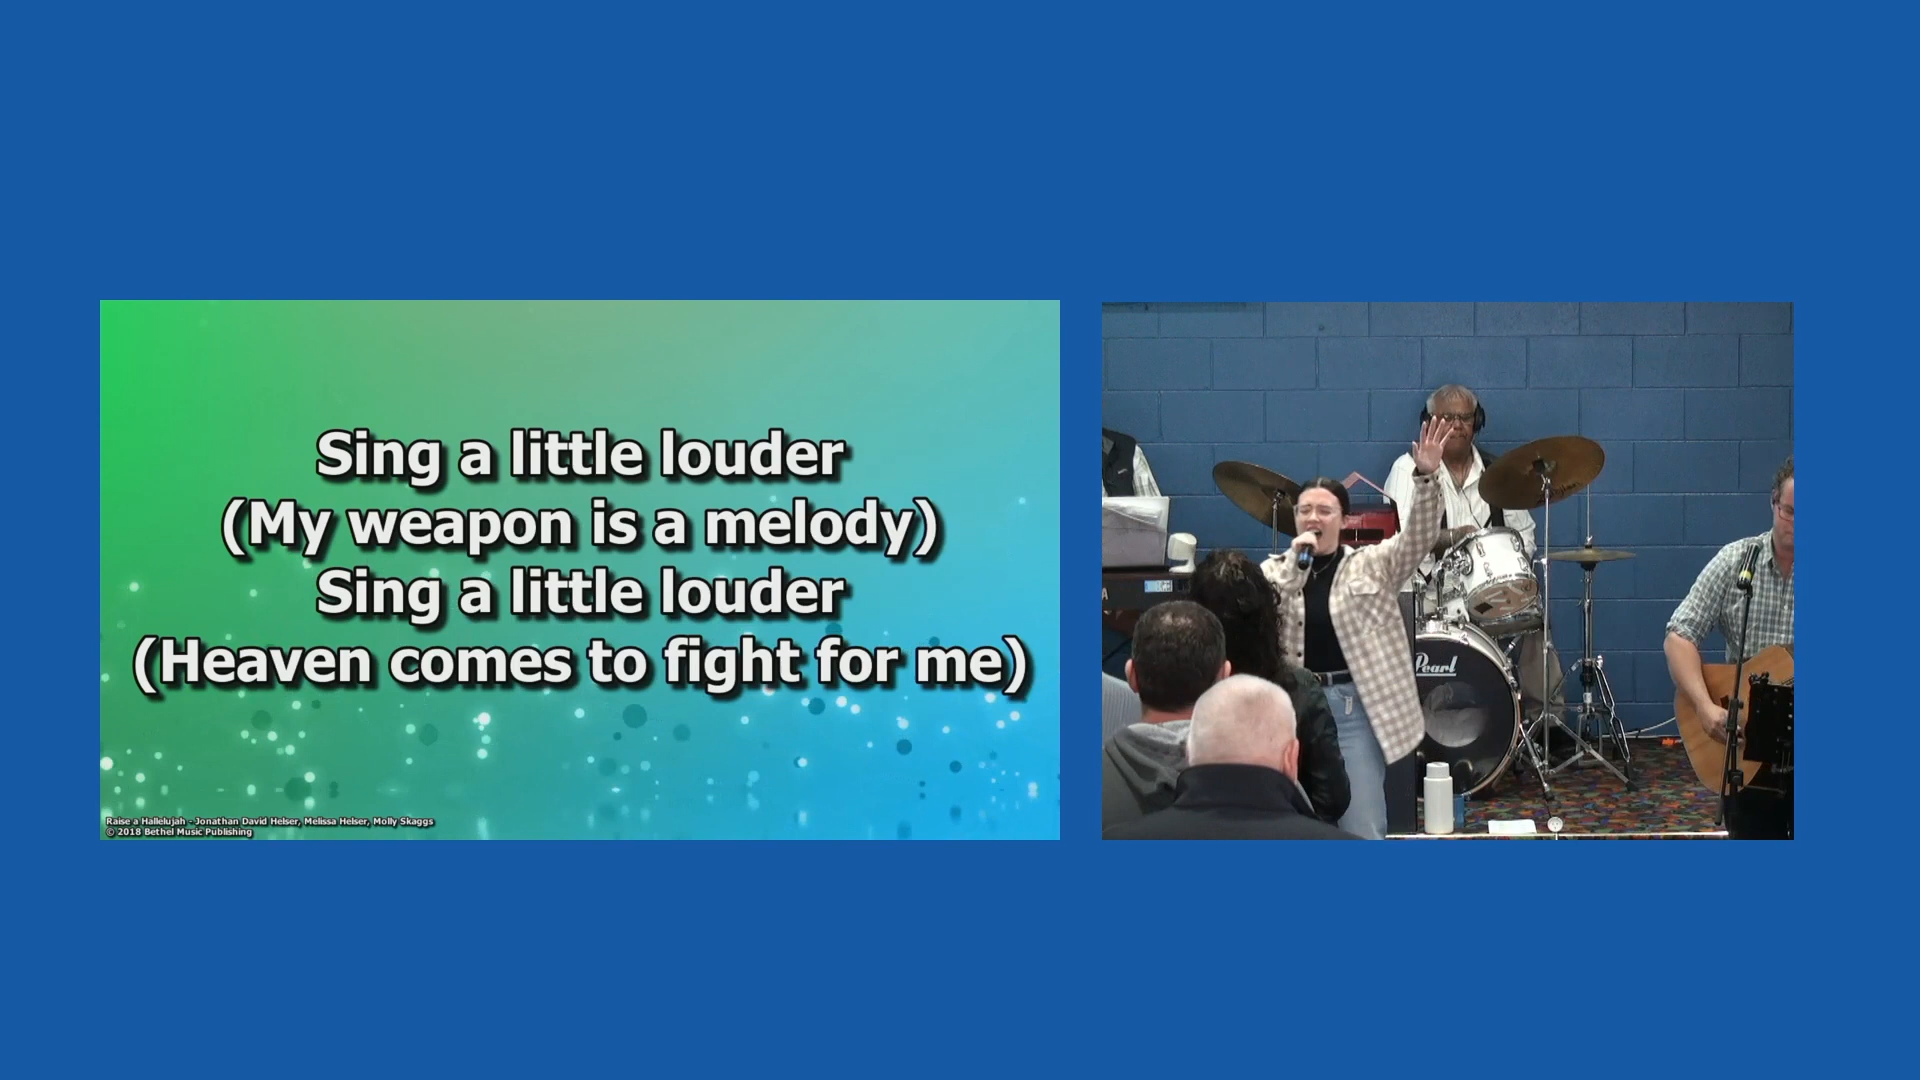 Sing a little louder
(My weapon is a melody)
Sing a little louder
(Heaven comes to fight for me)
Raise a Hallelujah - Jonathan David Helser, Melissa Helser, Molly Skaggs
© 2018 Bethel Music Publishing
Pearl